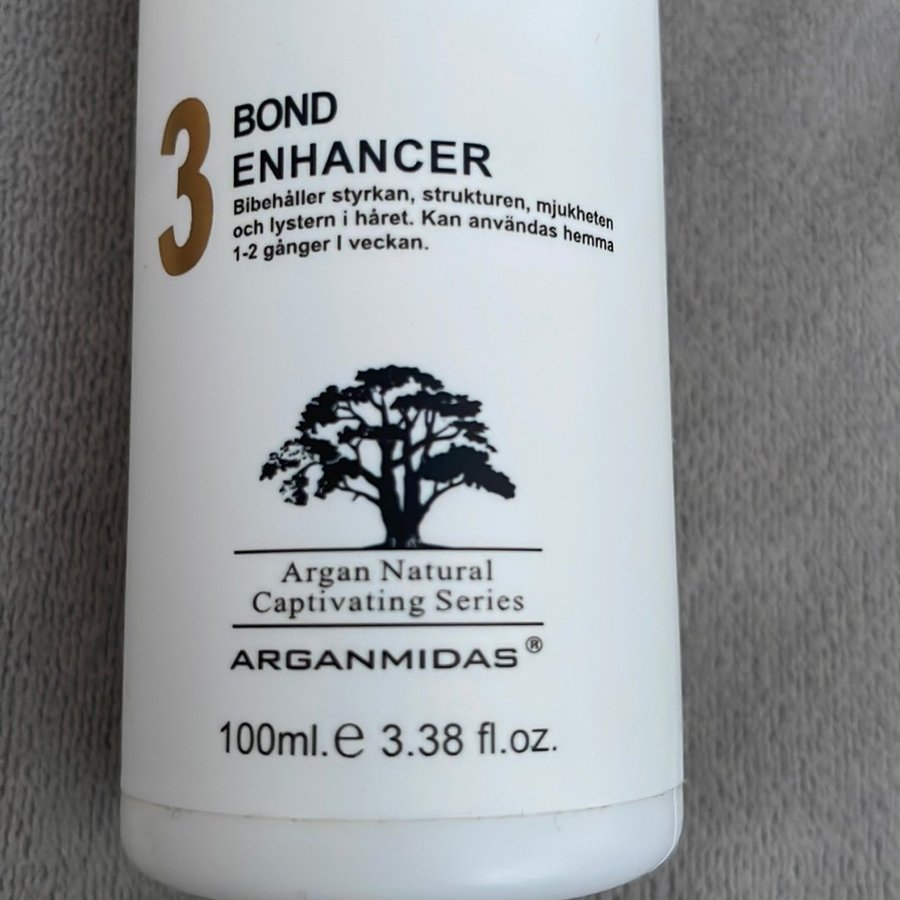 3
BOND
ENHANCER
Bibehåller styrkan, strukturen, mjukheten
och lystern i håret. Kan användas hemma
1-2 gånger I veckan.
Argan Natural
Captivating Series
ARGANMIDAS®
100ml.e 3.38 fl.oz.